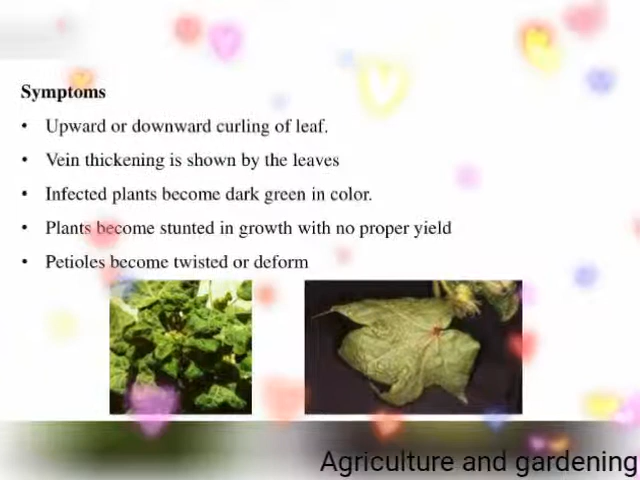 Symptoms
• Upward or downward curling of leaf.
• Vein thickening is shown by the leaves
• Infected plants become dark green in color.
• Plants become stunted in growth with no proper yield
• Petioles become twisted or deform
Agriculture and gardening